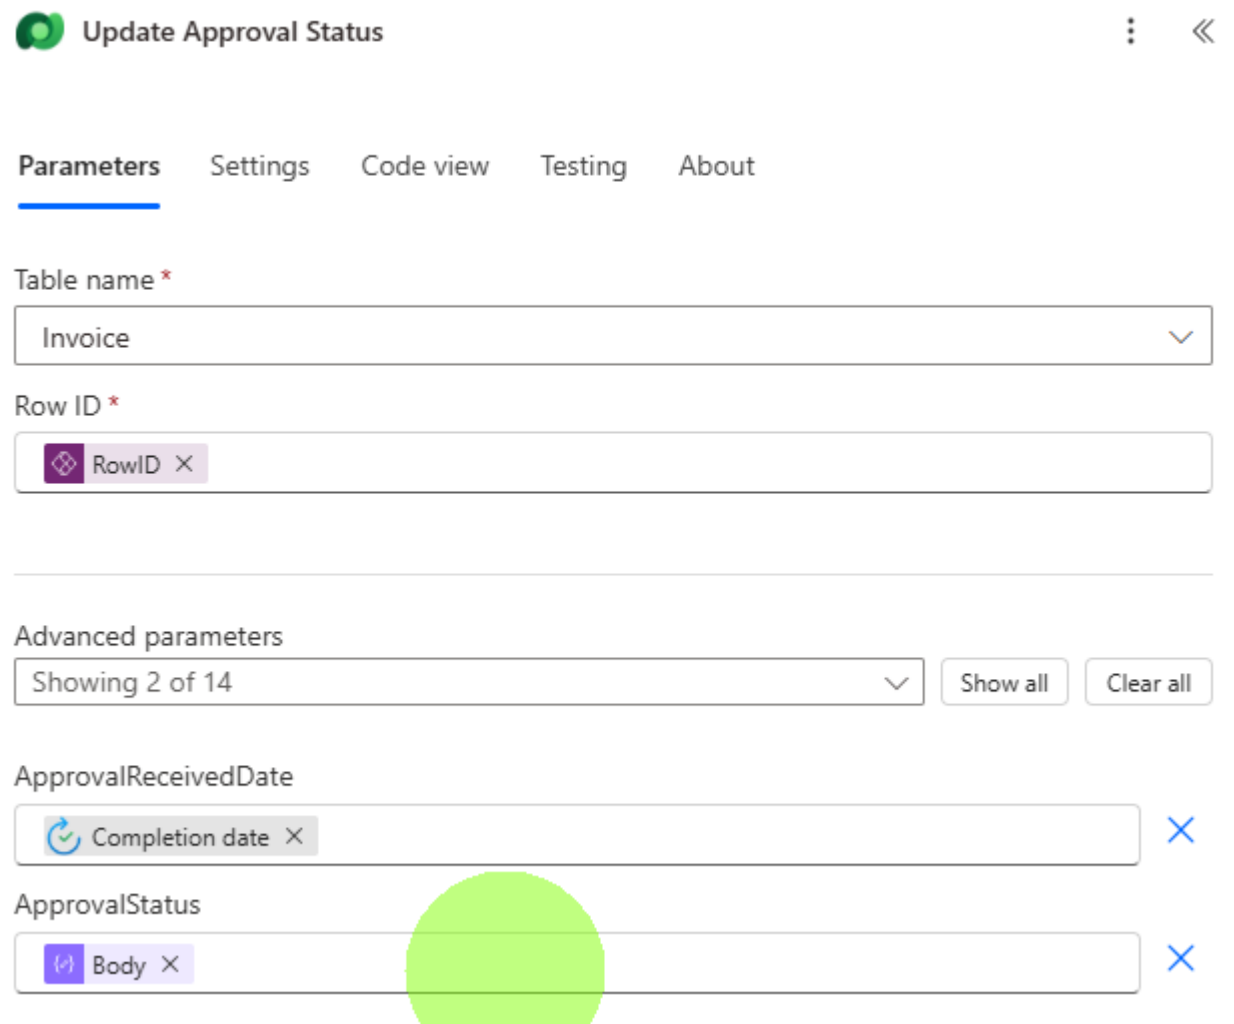 Update Approval Status
Parameters Settings Code view Testing About
Table name *
Invoice
Row ID *
RowID
Advanced parameters
Showing 2 of 14 Show all Clear all
ApprovalReceivedDate
Completion date
ApprovalStatus
Body